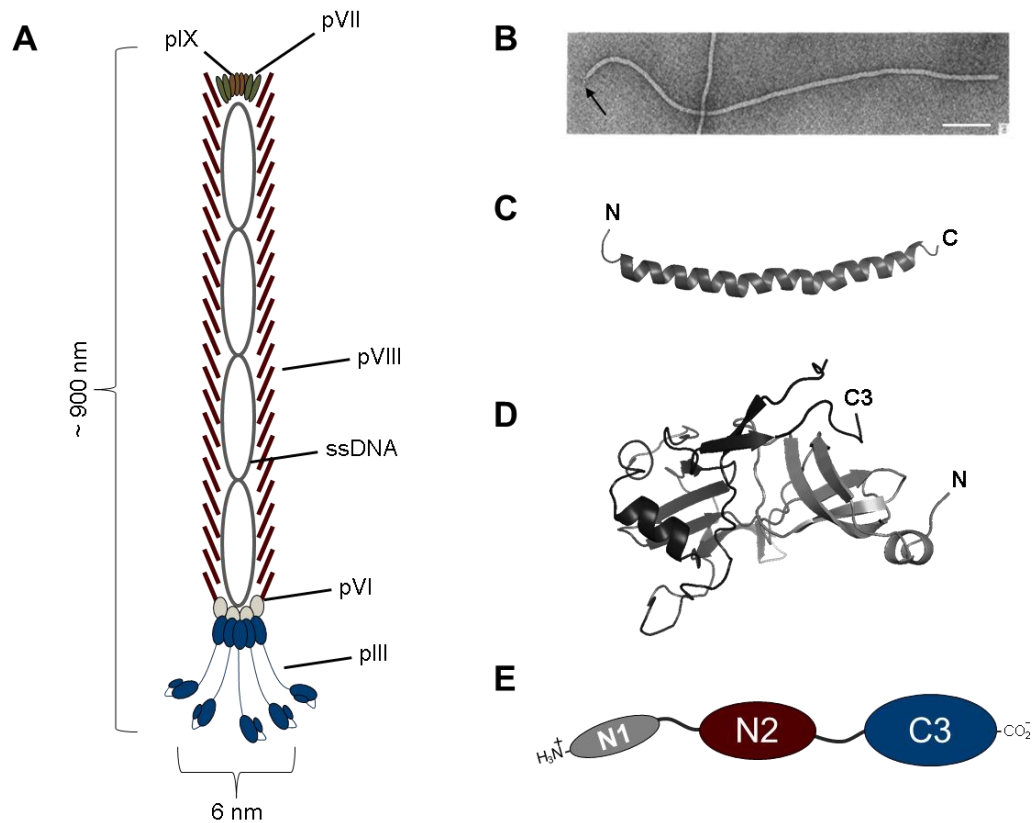 A
pIX
pVII
~ 900 nm
pVIII
ssDNA
pVI
pIII
6 nm
B
C
N
C
D
C3
N
E
H₃N⁺
N1
N2
C3
CO₂⁻